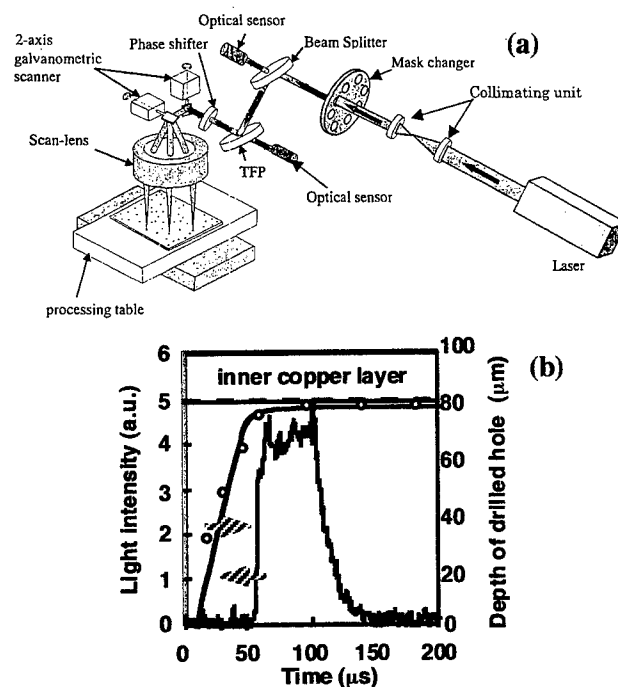 Optical sensor
(a)
2-axis
galvanometric
scanner
Phase shifter
Beam Splitter
Mask changer
Collimating unit
Scan-lens
TFP
Optical sensor
Laser
processing table
(b)
6
5
4
3
2
1
0
Light intensity (a.u.)
inner copper layer
100
80
60
40
20
0
Depth of drilled hole (μm)
0
50
100
150
200
Time (μs)